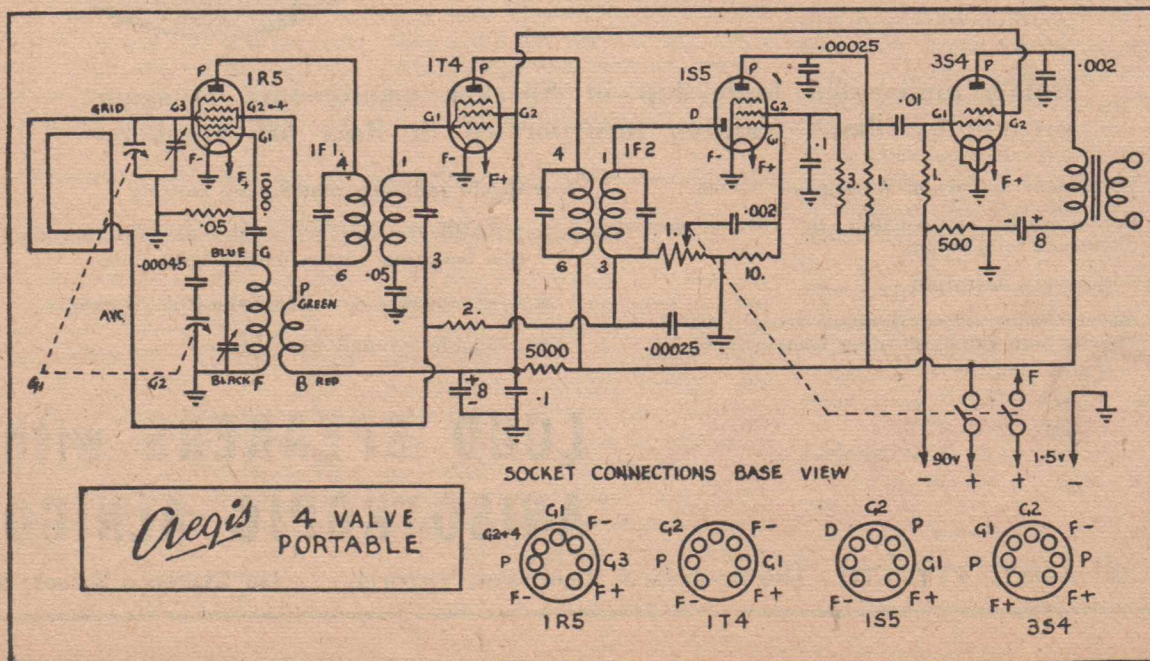 P
1R5
GRID
G3
G2+4
G1
F-
F+
.0001
.05
.00045
BLUE
G
AVC
G1
G2
BLACK
F
P
GREEN
B
RED
1F1.
4
6
1
3
.05
2.
8
+
-
.1
5000
1T4
P
G1
G2
F-
F+
4
6
1
3
1F2
.00025
1S5
P
D
G2
G1
F-
F+
.00025
.1
3.
1.
.002
1.
10.
3S4
P
.01
G1
G2
F+
.002
1.
500
-
+
8
F
90v
1.5v
-
+
+
-
SOCKET CONNECTIONS BASE VIEW
Aegis
4 VALVE
PORTABLE
G1
G2+4
F-
P
G3
F-
F+
1R5
G2
F-
P
G1
F-
F+
1T4
G2
D
P
G1
F-
F+
1S5
G2
G1
F-
P
P
F+
F+
3S4